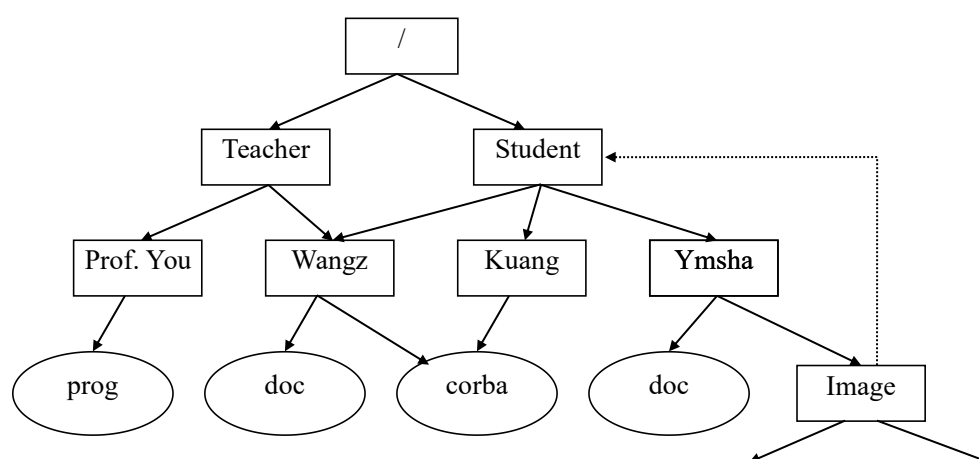 /
Teacher
Student
Prof. You
Wangz
Kuang
Ymsha
prog
doc
corba
doc
Image